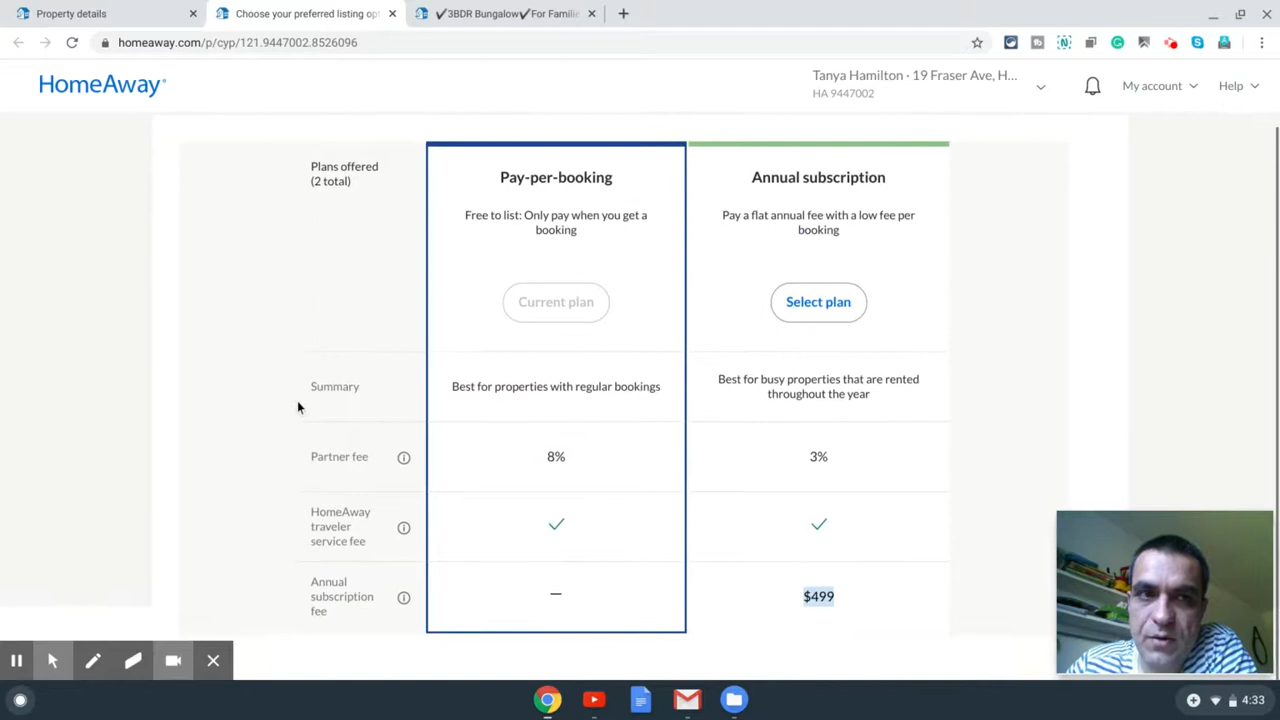 Property details
Choose your preferred listing opt
✔3BDR Bungalow✔For Familie
homeaway.com/p/cyp/121.9447002.8526096
HomeAway
Tanya Hamilton · 19 Fraser Ave, H...
HA 9447002
My account
Help
Plans offered
(2 total)
Pay-per-booking
Free to list: Only pay when you get a
booking
Current plan
Annual subscription
Pay a flat annual fee with a low fee per
booking
Select plan
Summary
Best for properties with regular bookings
Best for busy properties that are rented
throughout the year
Partner fee
8%
3%
HomeAway
traveler
service fee
Annual
subscription
fee
—
$499
4:33